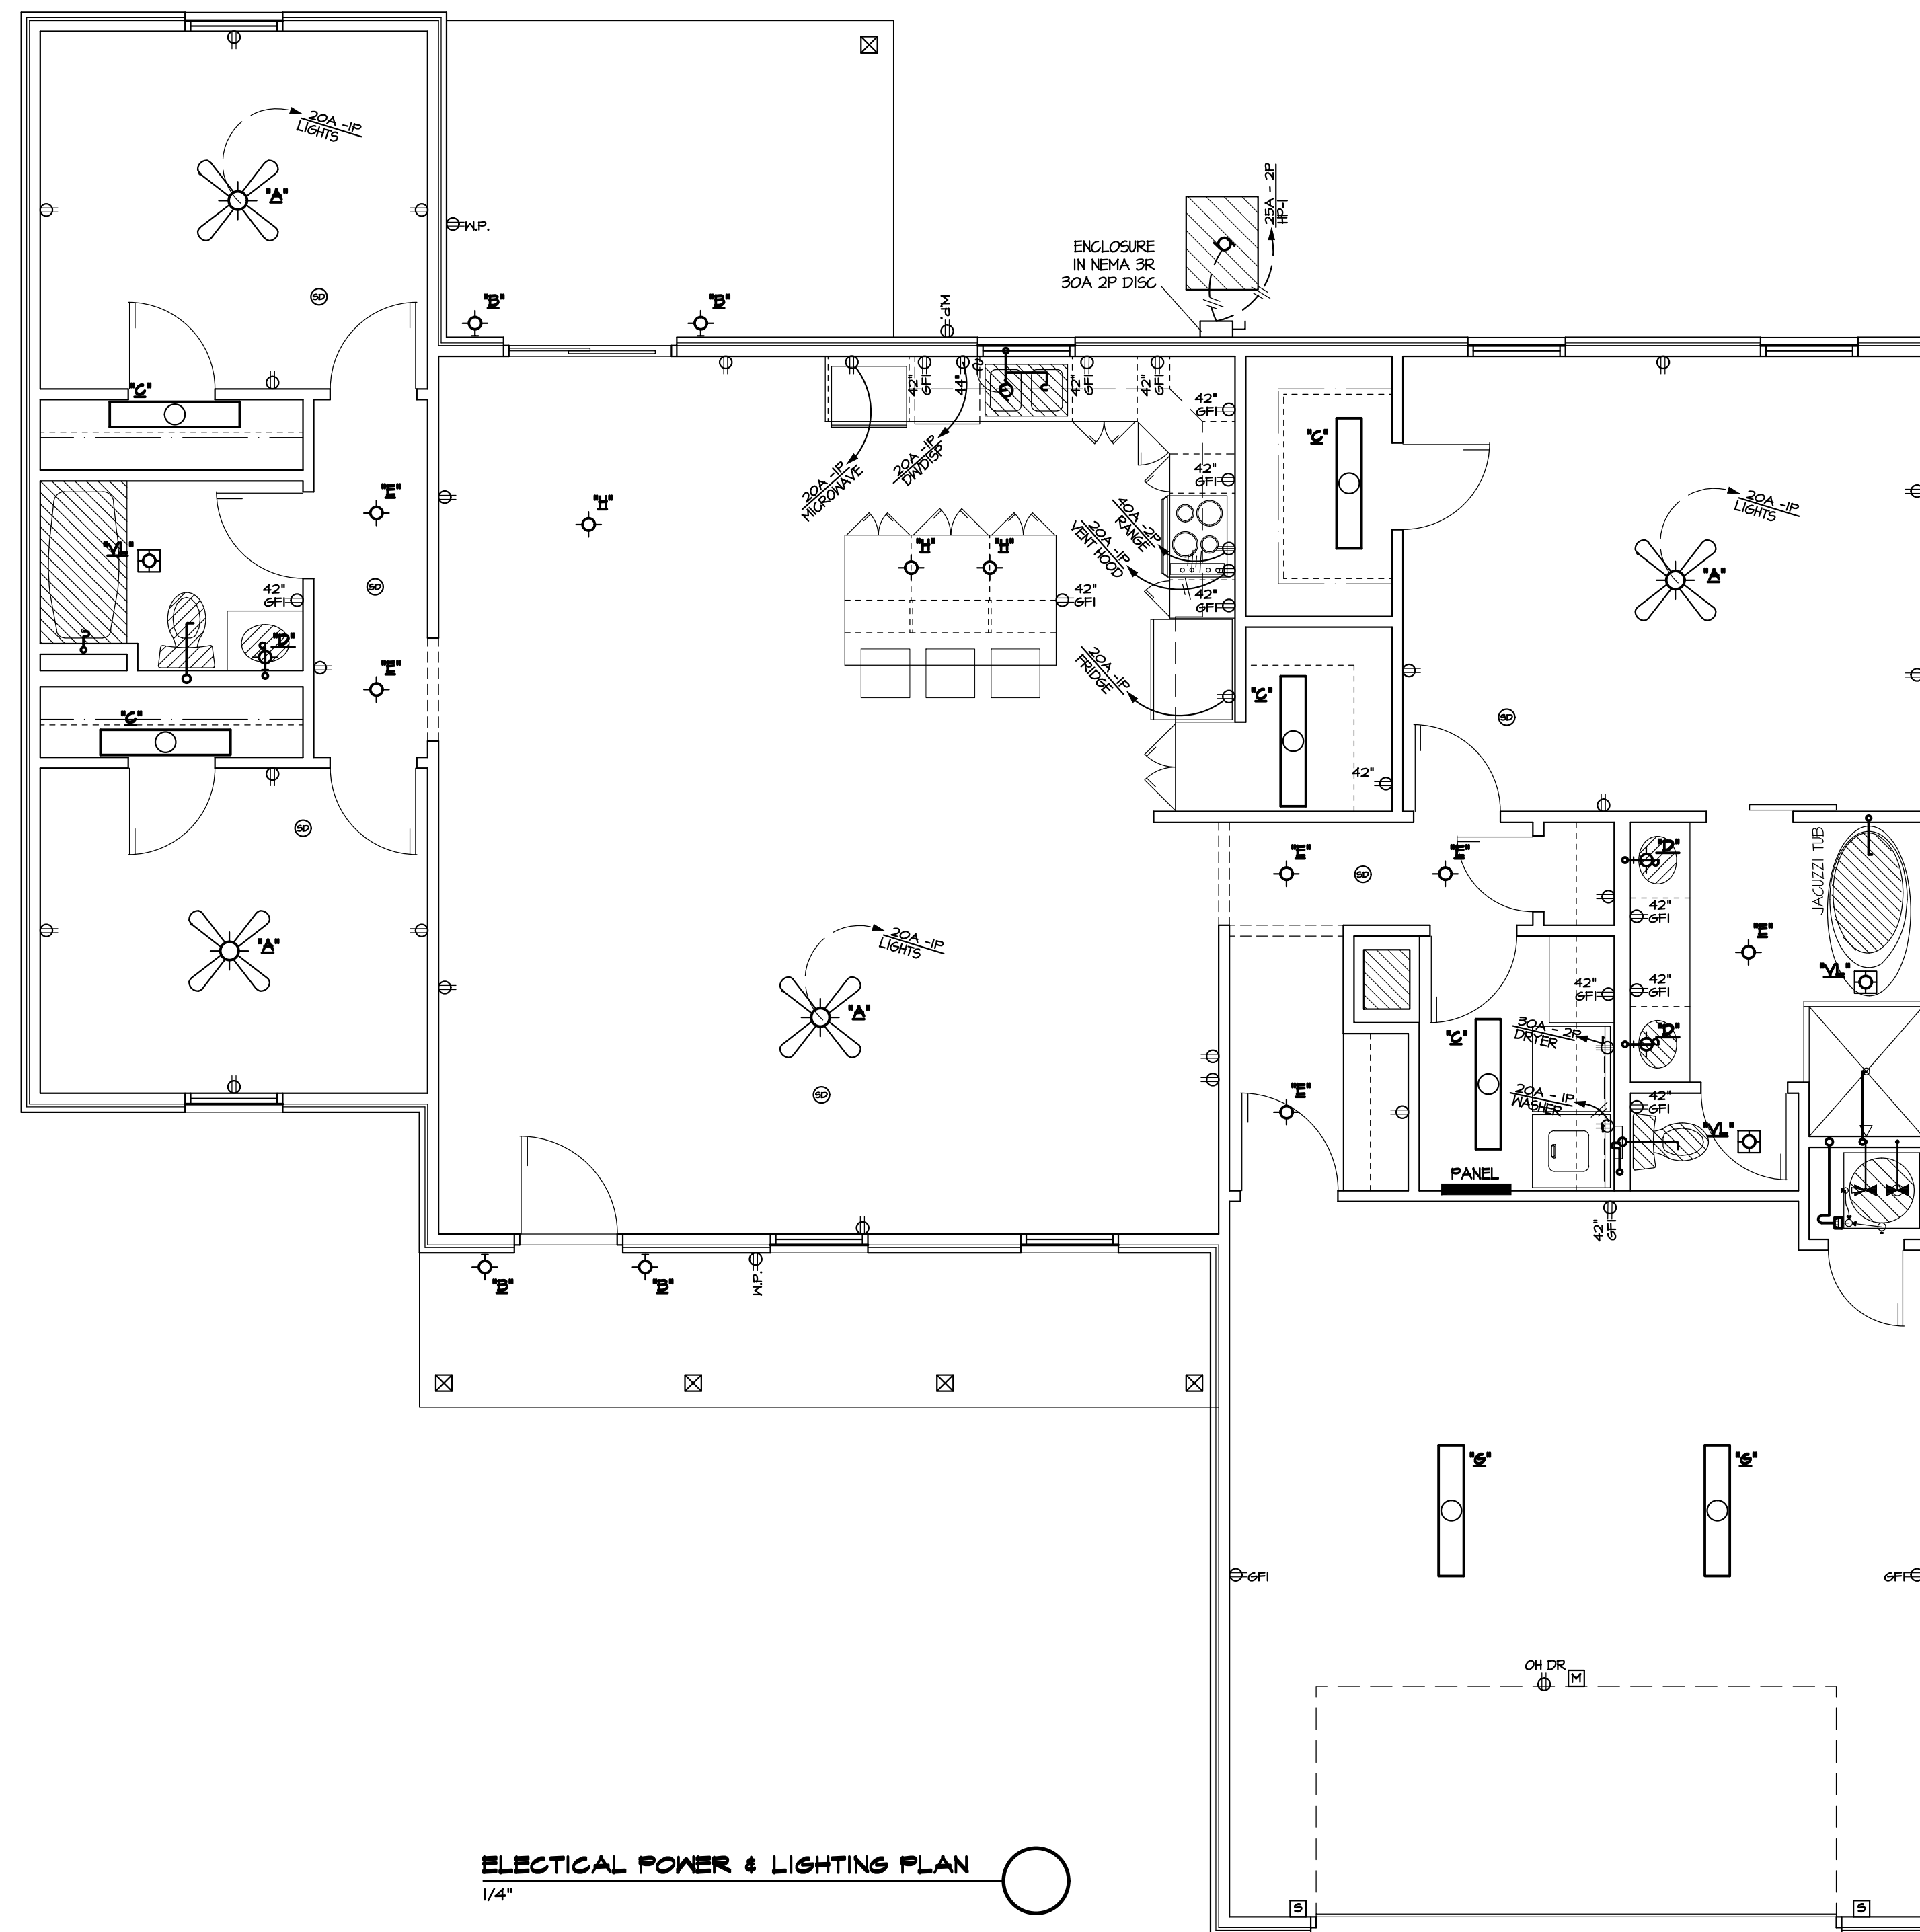 20A -1P
LIGHTS
"A"
W.P.
25A - 2P
HP-1
ENCLOSURE
IN NEMA 3R
30A 2P DISC
SD
"B"
"B"
W.P.
"C"
42"
GFI
44"
42"
GFI
42"
GFI
42"
GFI
"C"
20A -1P
MICROWAVE
20A -1P
DW/DISP
42"
GFI
"E"
"H"
40A -2P
RANGE
20A -1P
VENT HOOD
20A -1P
LIGHTS
"A"
"VL"
"H"
"H"
SD
42"
GFI
42"
GFI
42"
GFI
"D"
"E"
20A -1P
FRIDGE
"C"
"C"
SD
42"
SD
JACUZZI TUB
"E"
SD
"E"
"D"
42"
GFI
"A"
20A -1P
LIGHTS
"E"
"VL"
42"
GFI
42"
GFI
"A"
"C"
30A - 2P
DRYER
"D"
SD
"E"
20A - 1P
WASHER
42"
GFI
"VL"
PANEL
42"
GFI
"B"
"B"
W.P.
"G"
"G"
GFI
GFI
OH DR
M
ELECTICAL POWER & LIGHTING PLAN
1/4"
S
S